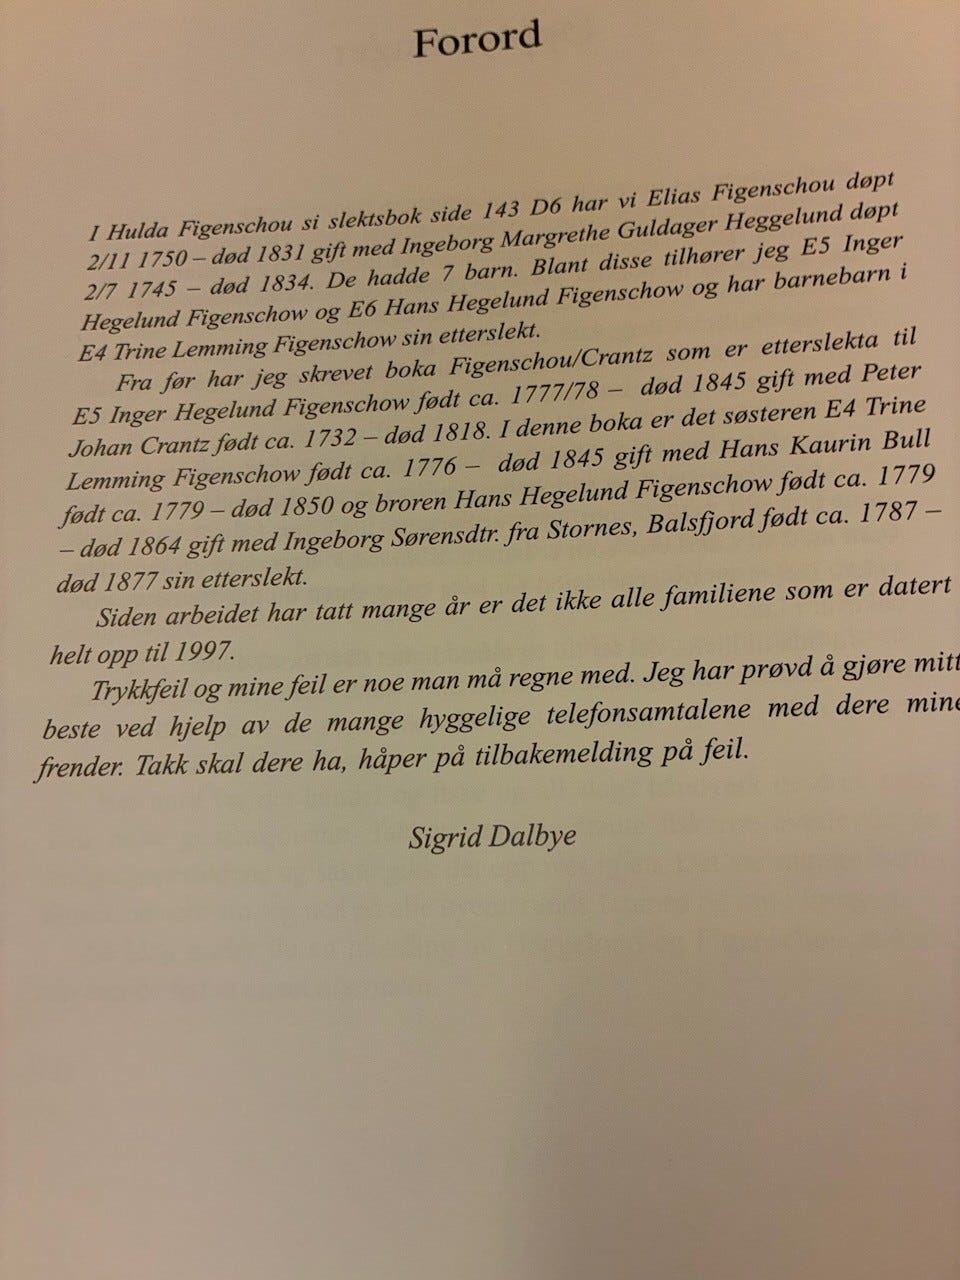 Forord
I Hulda Figenschou si slektsbok side 143 D6 har vi Elias Figenschou døpt
2/11 1750 – død 1831 gift med Ingeborg Margrethe Guldager Heggelund døpt
2/7 1745 – død 1834. De hadde 7 barn. Blant disse tilhører jeg E5 Inger
Hegelund Figenschow og E6 Hans Hegelund Figenschow og har barnebarn i
E4 Trine Lemming Figenschow sin etterslekt.
Fra før har jeg skrevet boka Figenschou/Crantz som er etterslekta til
E5 Inger Hegelund Figenschow født ca. 1777/78 – død 1845 gift med Peter
Johan Crantz født ca. 1732 – død 1818. I denne boka er det søsteren E4 Trine
Lemming Figenschow født ca. 1776 – død 1845 gift med Hans Kaurin Bull
født ca. 1779 – død 1850 og broren Hans Hegelund Figenschow født ca. 1779
– død 1864 gift med Ingeborg Sørensdtr. fra Stornes, Balsfjord født ca. 1787 –
død 1877 sin etterslekt.
Siden arbeidet har tatt mange år er det ikke alle familiene som er datert
helt opp til 1997.
Trykkfeil og mine feil er noe man må regne med. Jeg har prøvd å gjøre mitt
beste ved hjelp av de mange hyggelige telefonsamtalene med dere mine
frender. Takk skal dere ha, håper på tilbakemelding på feil.
Sigrid Dalbye